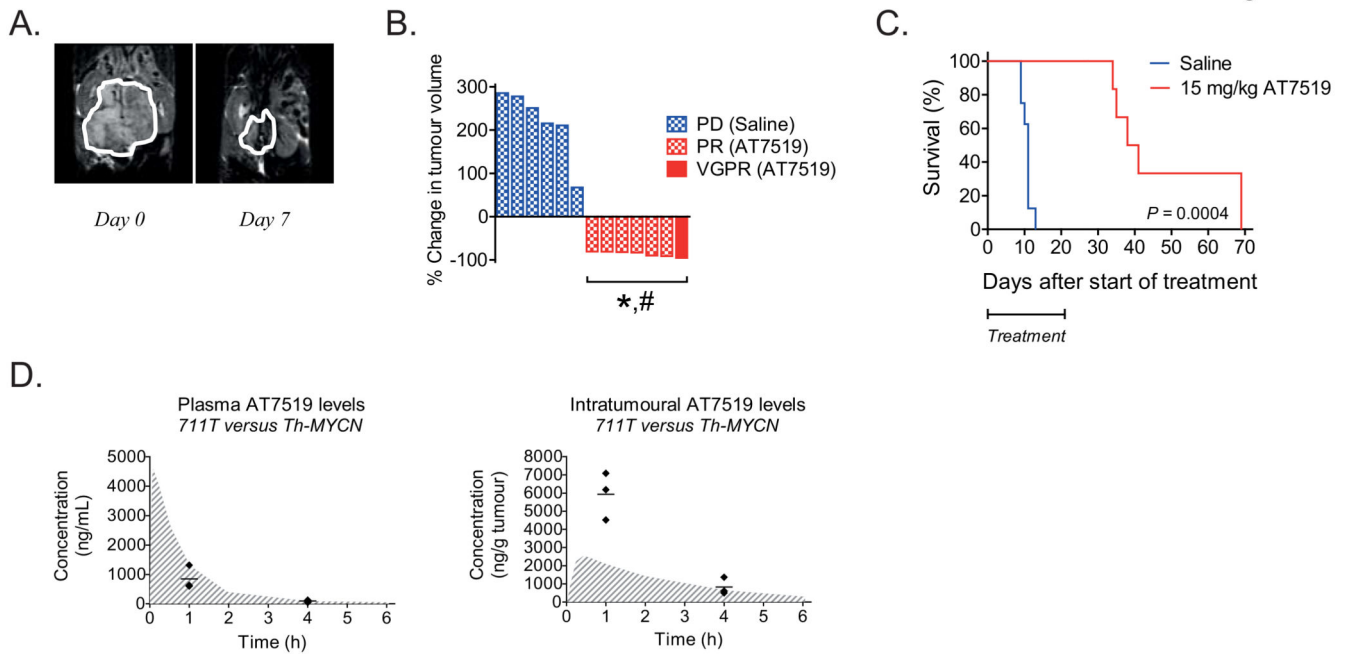 A.
Day 0
Day 7
B.
% Change in tumour volume
300
200
100
0
-100
PD (Saline)
PR (AT7519)
VGPR (AT7519)
*,#
C.
Survival (%)
100
80
60
40
20
0
Saline
15 mg/kg AT7519
P = 0.0004
0 10 20 30 40 50 60 70
Days after start of treatment
Treatment
D.
Plasma AT7519 levels
711T versus Th-MYCN
Concentration
(ng/mL)
5000
4000
3000
2000
1000
0
0 1 2 3 4 5 6
Time (h)
Intratumoural AT7519 levels
711T versus Th-MYCN
Concentration
(ng/g tumour)
8000
7000
6000
5000
4000
3000
2000
1000
0
0 1 2 3 4 5 6
Time (h)